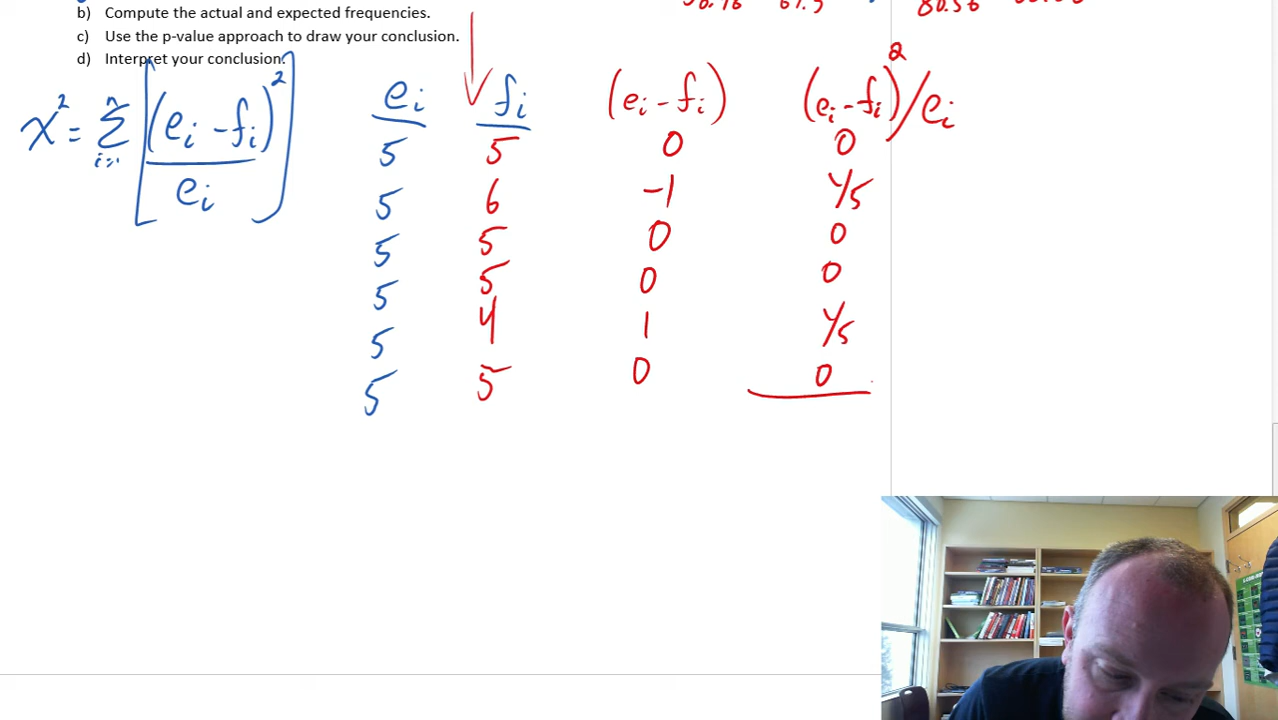 b) Compute the actual and expected frequencies.
c) Use the p-value approach to draw your conclusion.
d) Interpret your conclusion.
χ² = Σ i=1 n [(ei - fi)² / ei]
ei fi (ei - fi) (ei - fi)²/ei
5 5 0 0
5 6 -1 1/5
5 5 0 0
5 5 0 0
5 4 1 1/5
5 5 0 0